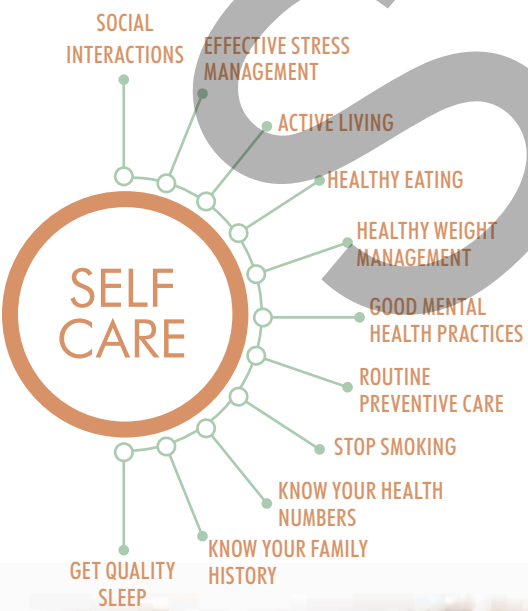 SOCIAL
INTERACTIONS
EFFECTIVE STRESS
MANAGEMENT
ACTIVE LIVING
HEALTHY EATING
HEALTHY WEIGHT
MANAGEMENT
SELF
CARE
GOOD MENTAL
HEALTH PRACTICES
ROUTINE
PREVENTIVE CARE
STOP SMOKING
KNOW YOUR HEALTH
NUMBERS
KNOW YOUR FAMILY
HISTORY
GET QUALITY
SLEEP